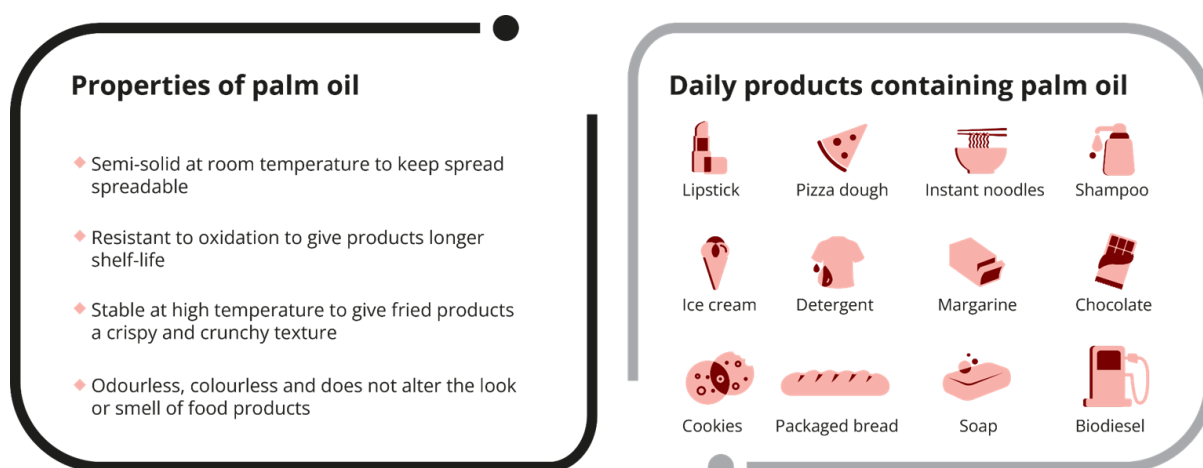 Properties of palm oil
Semi-solid at room temperature to keep spread
spreadable
Resistant to oxidation to give products longer
shelf-life
Stable at high temperature to give fried products
a crispy and crunchy texture
Odourless, colourless and does not alter the look
or smell of food products
Daily products containing palm oil
Lipstick Pizza dough Instant noodles Shampoo
Ice cream Detergent Margarine Chocolate
Cookies Packaged bread Soap Biodiesel